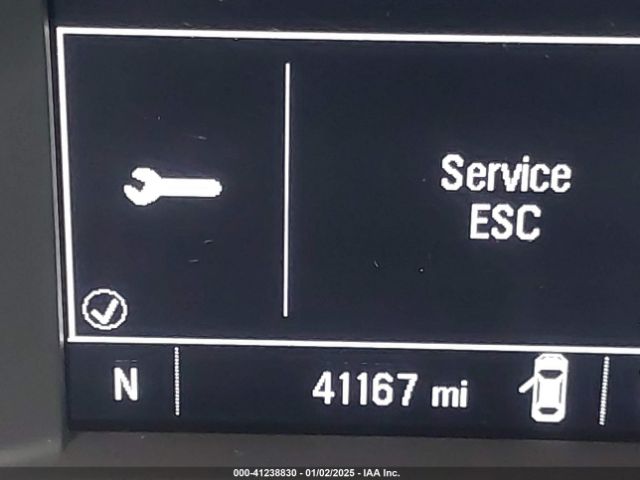 Service
ESC
N
41167 mi
000-41238830 - 01/02/2025 - IAA Inc.